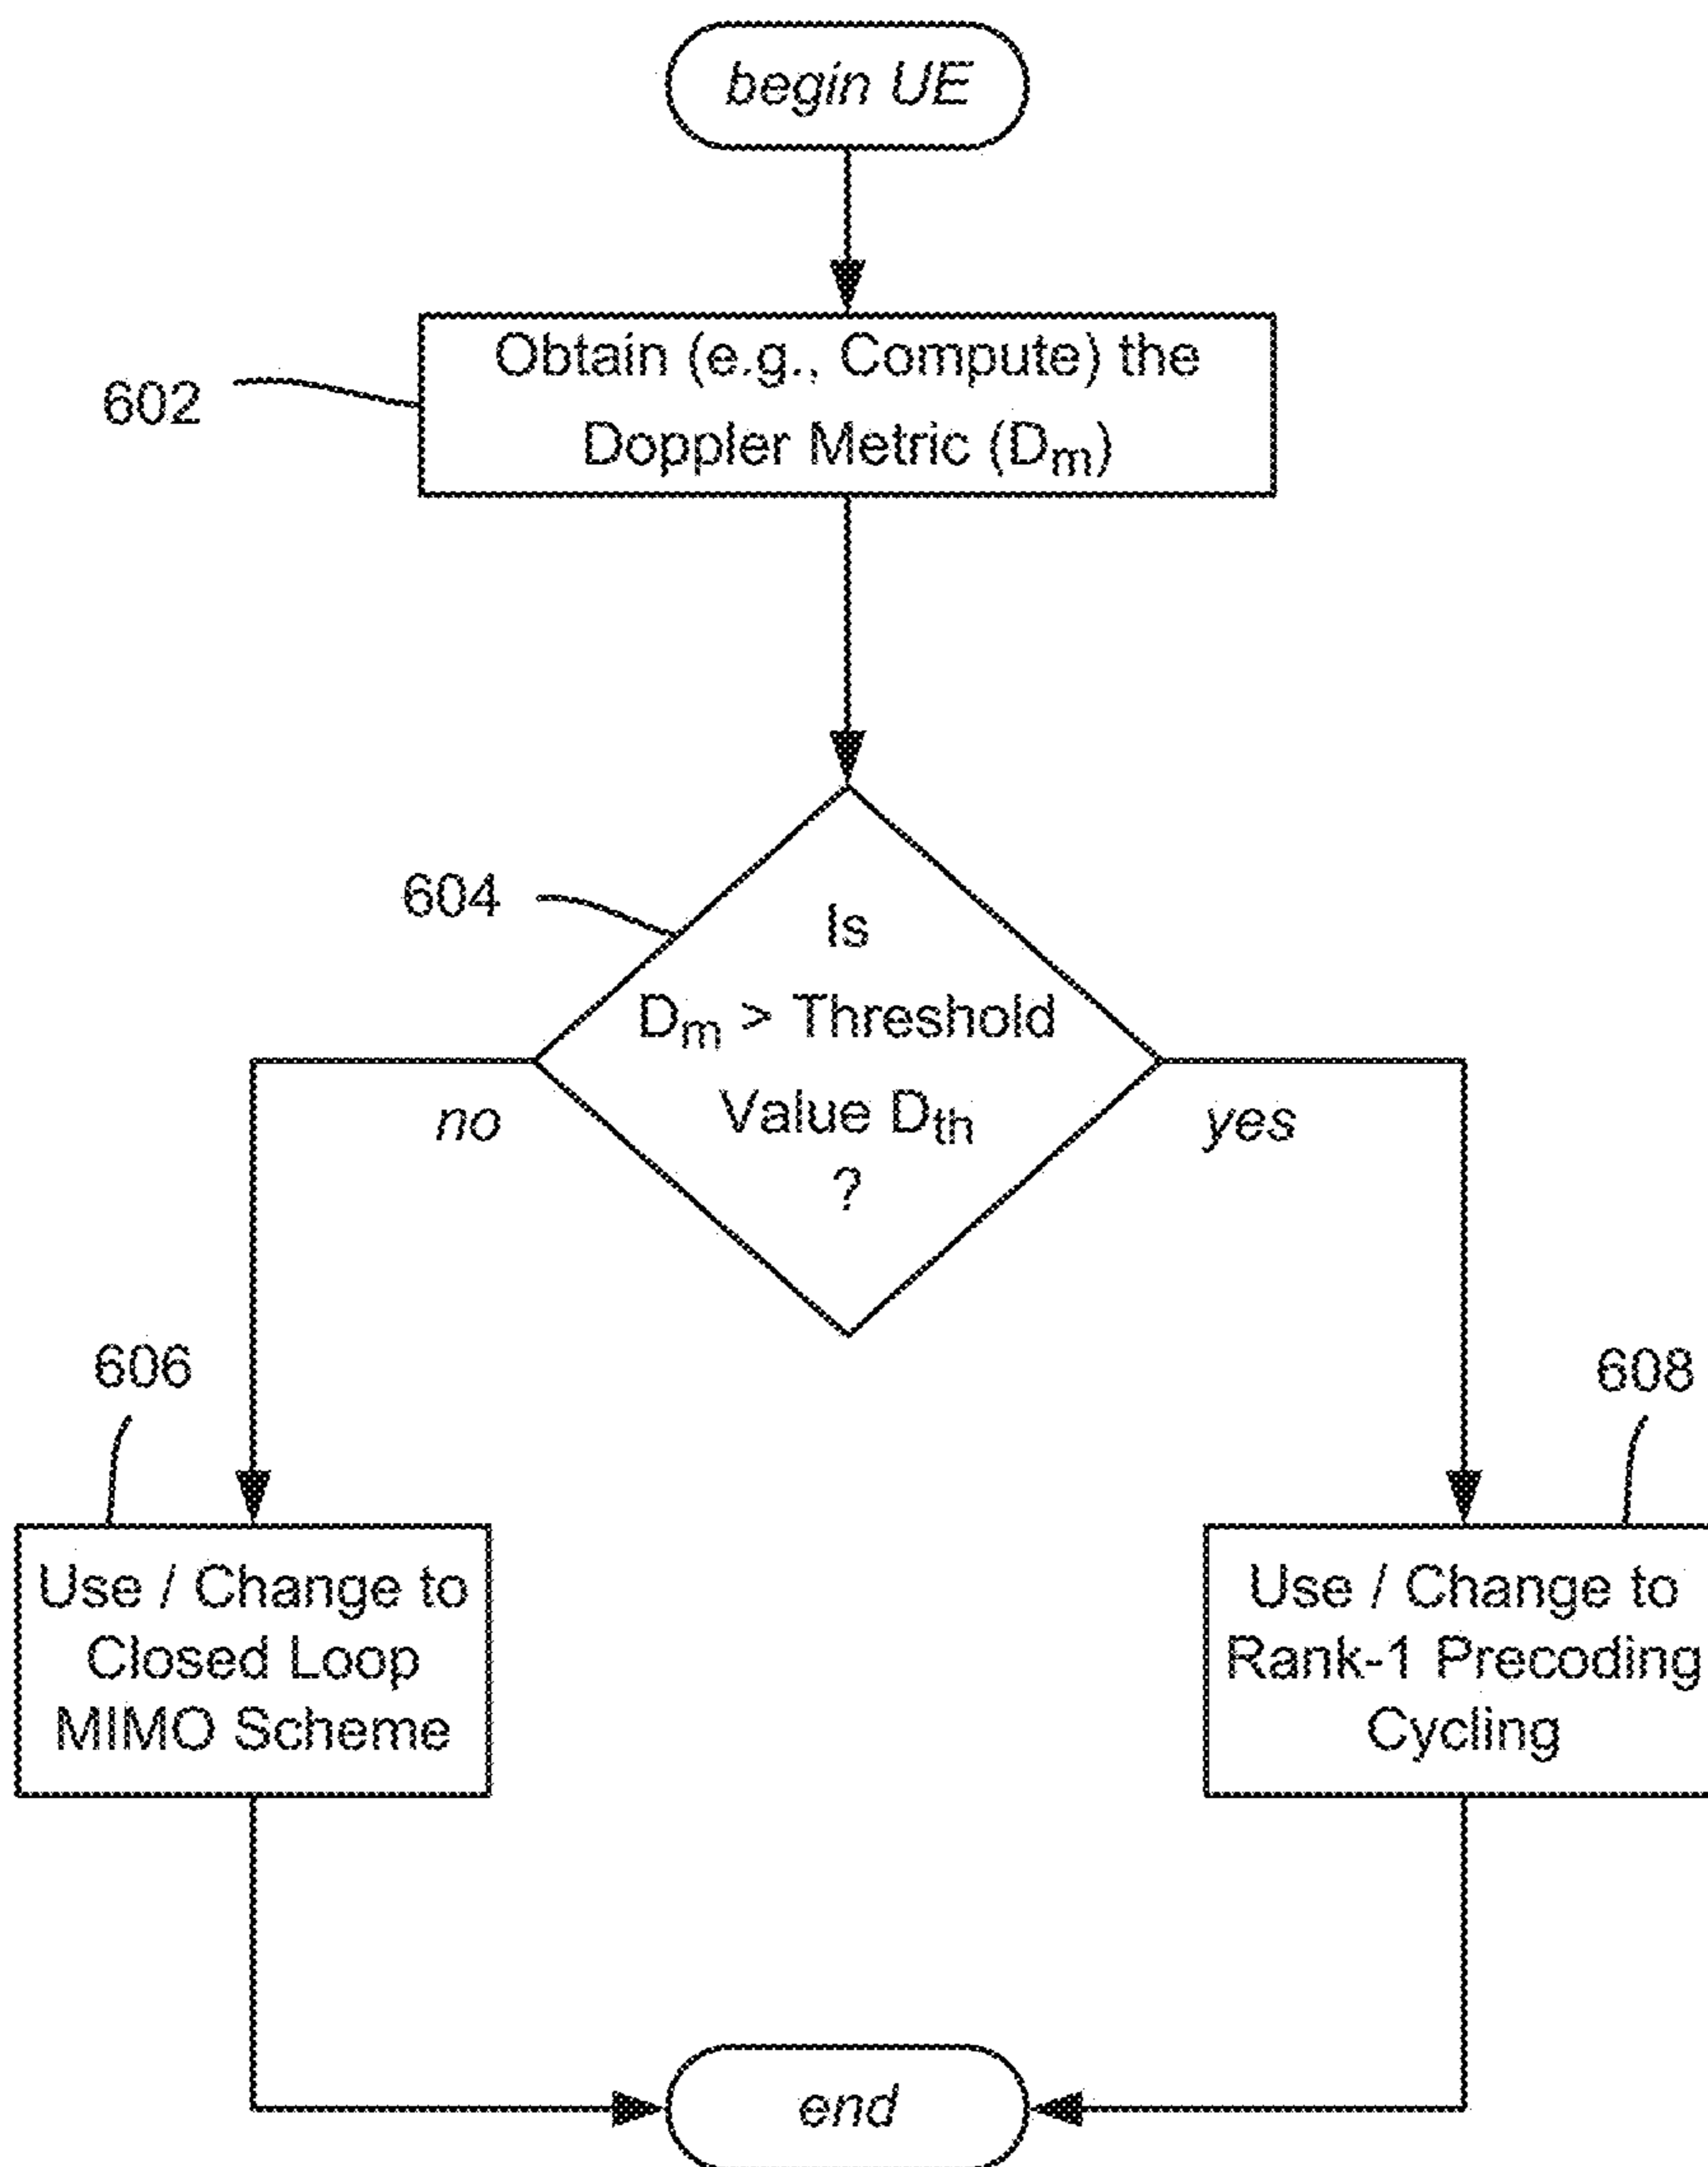 begin UE
602
Obtain (e.g., Compute) the
Doppler Metric (Dm)
604
Is
Dm > Threshold
Value Dth
?
no
yes
606
608
Use / Change to
Closed Loop
MIMO Scheme
Use / Change to
Rank-1 Precoding
Cycling
end